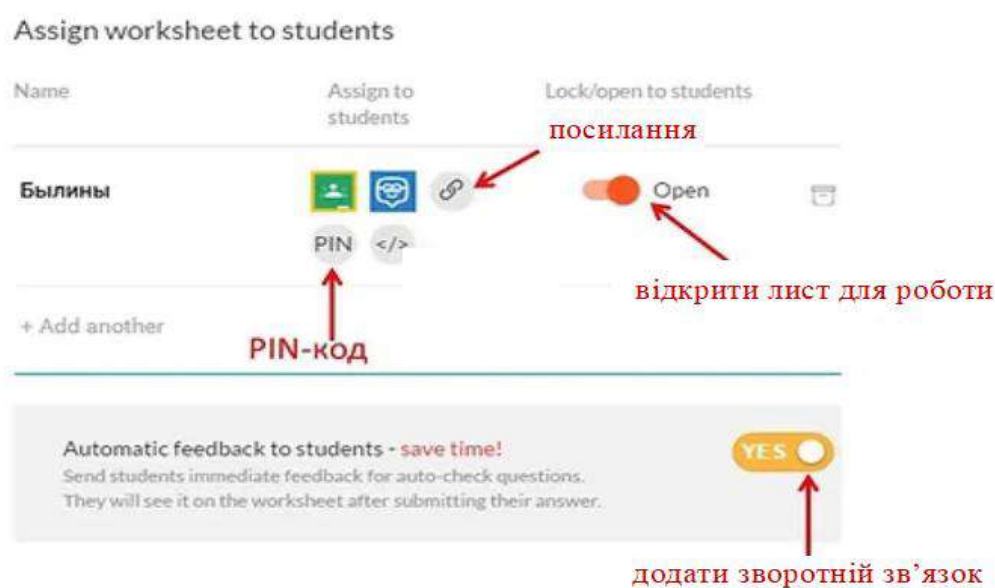 Assign worksheet to students
Name
Assign to
students
Lock/open to students
посилання
Былины
Open
PIN
</>
відкрити лист для роботи
+ Add another
PIN-код
Automatic feedback to students - save time!
YES
Send students immediate feedback for auto-check questions.
They will see it on the worksheet after submitting their answer.
додати зворотній зв’язок